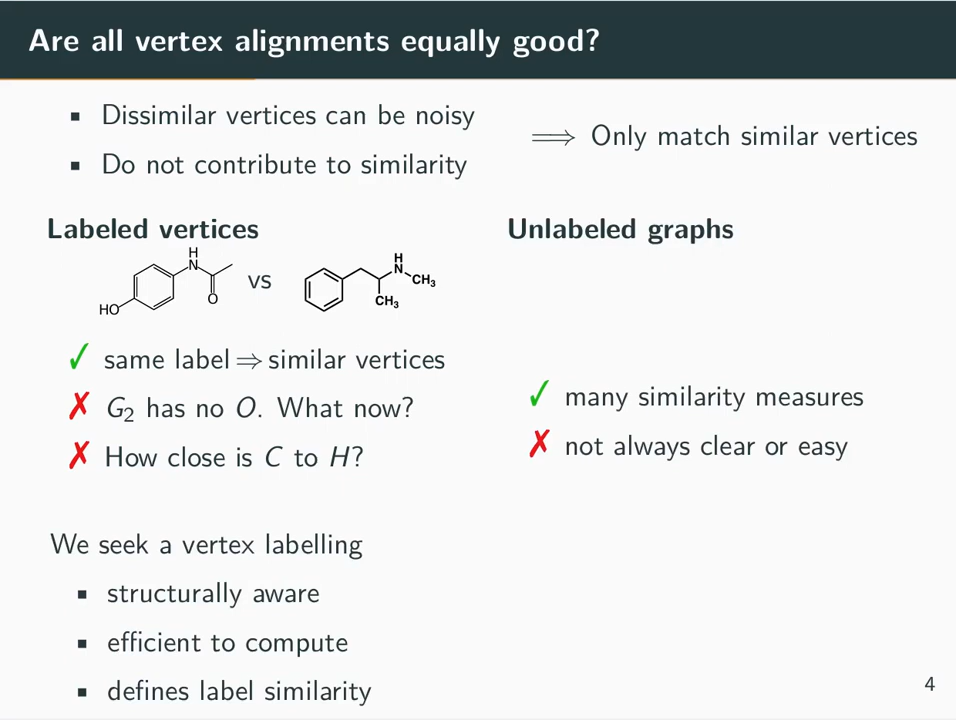 Are all vertex alignments equally good?
▪ Dissimilar vertices can be noisy
▪ Do not contribute to similarity
⟹ Only match similar vertices
Labeled vertices
H
N
O
HO
vs
H
N
CH₃
CH₃
✓ same label ⇒ similar vertices
✗ G₂ has no O. What now?
✗ How close is C to H?
Unlabeled graphs
✓ many similarity measures
✗ not always clear or easy
We seek a vertex labelling
▪ structurally aware
▪ efficient to compute
▪ defines label similarity
4